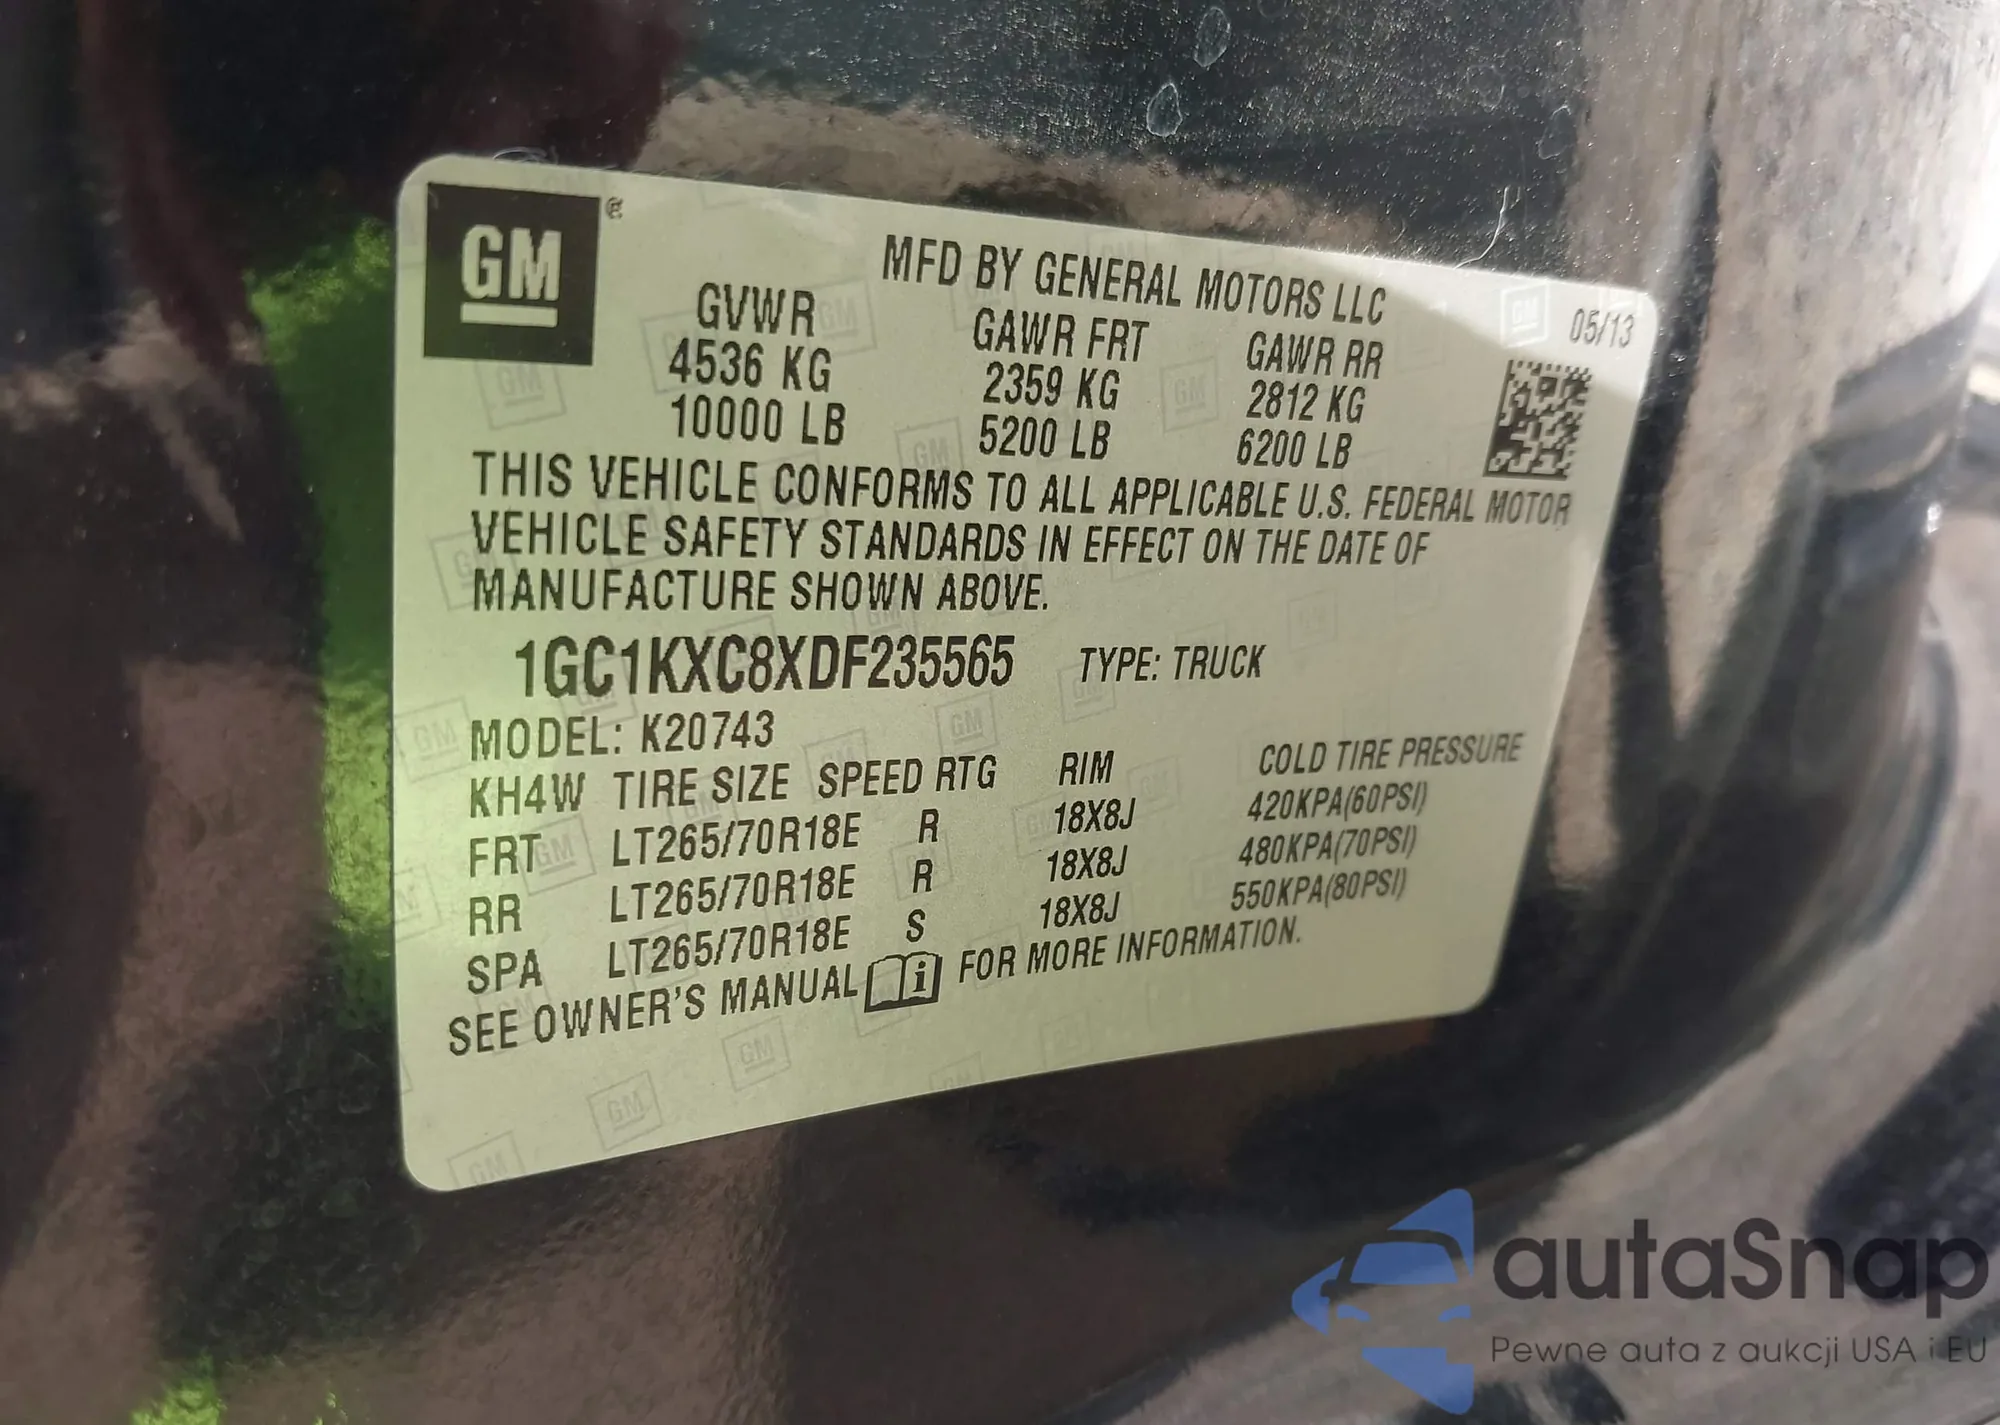 GM
MFD BY GENERAL MOTORS LLC 05/13
GVWR GAWR FRT GAWR RR
4536 KG 2359 KG 2812 KG
10000 LB 5200 LB 6200 LB
THIS VEHICLE CONFORMS TO ALL APPLICABLE U.S. FEDERAL MOTOR
VEHICLE SAFETY STANDARDS IN EFFECT ON THE DATE OF
MANUFACTURE SHOWN ABOVE.
1GC1KXC8XDF235565 TYPE: TRUCK
MODEL: K20743
KH4W TIRE SIZE SPEED RTG RIM COLD TIRE PRESSURE
FRT LT265/70R18E R 18X8J 420KPA(60PSI)
RR LT265/70R18E R 18X8J 480KPA(70PSI)
SPA LT265/70R18E S 18X8J 550KPA(80PSI)
SEE OWNER'S MANUAL i FOR MORE INFORMATION.
autaSnap
Pewne auta z aukcji USA i EU